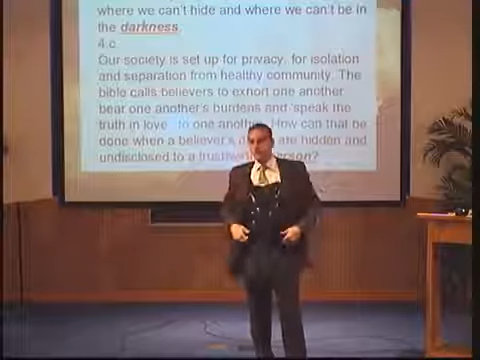 where we can't hide and where we can't be in
the darkness.
4.c.
Our society is set up for privacy, for isolation
and separation from healthy community. The
bible calls believers to exhort one another
bear one another's burdens and "speak the
truth in love" to one another. How can that be
done when a believer's are hidden and
undisclosed to a trustworthy person?